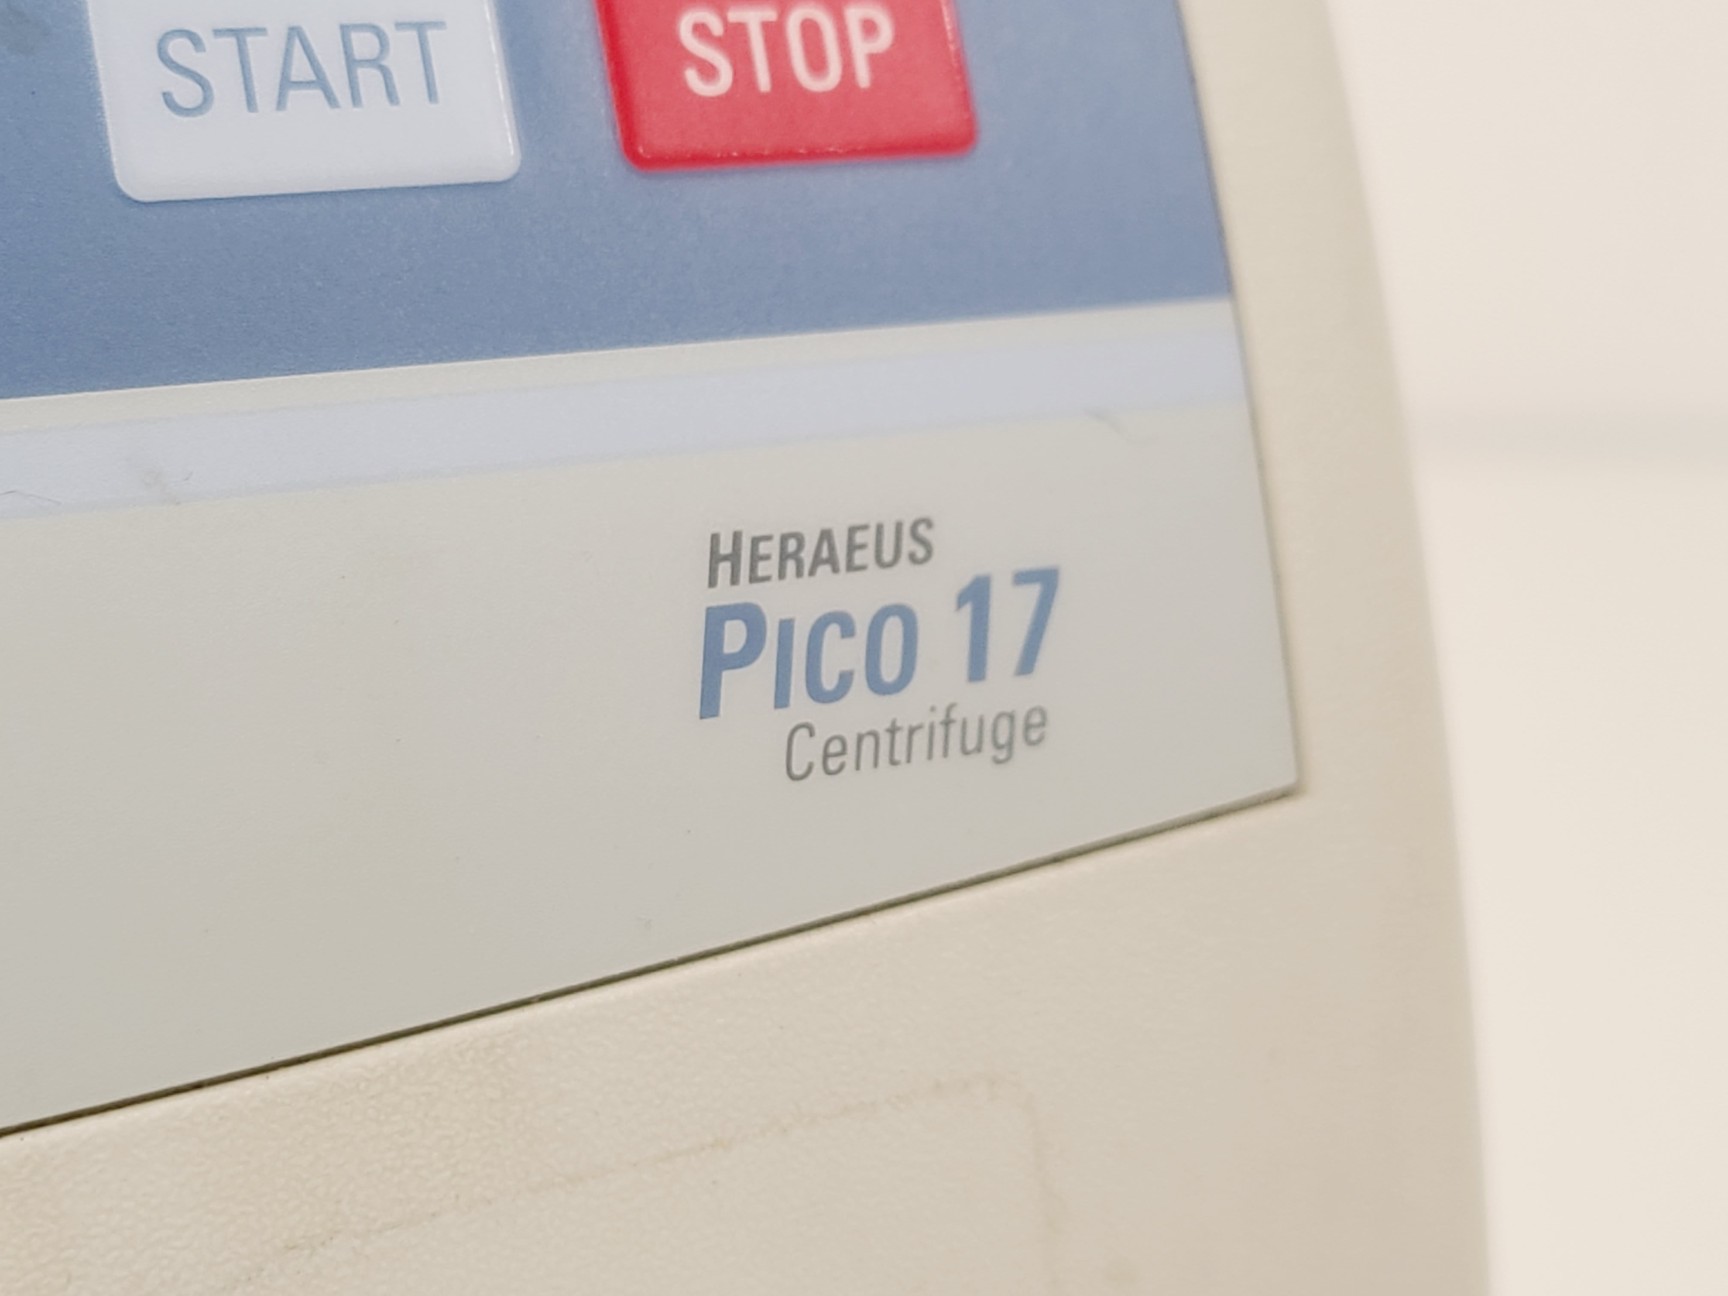 START
STOP
HERAEUS
PICO 17
Centrifuge